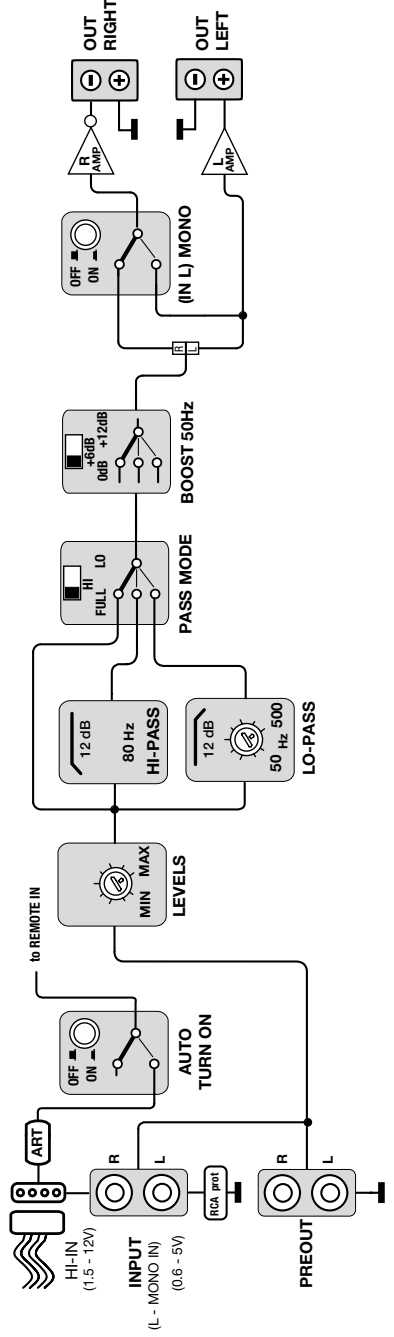 HI-IN
(1.5 - 12V)
ART
INPUT
(L - MONO IN)
(0.6 - 5V)
R
L
RCA prot
PREOUT
R
L
OFF
ON
AUTO
TURN ON
to REMOTE IN
MIN MAX
LEVELS
12 dB
80 Hz
HI-PASS
12 dB
50 Hz 500
LO-PASS
FULL HI LO
PASS MODE
0dB +6dB +12dB
BOOST 50Hz
R
L
OFF
ON
(IN L) MONO
R
AMP
L
AMP
OUT
RIGHT
− +
OUT
LEFT
− +